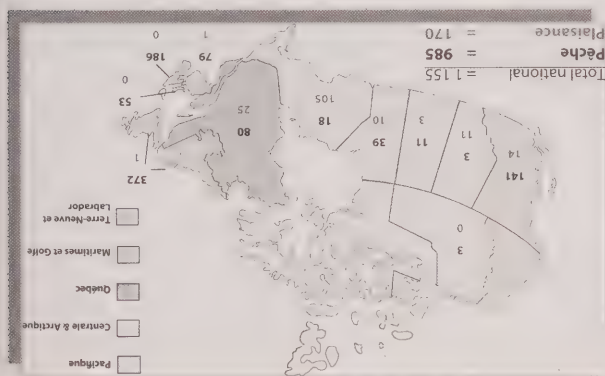 Pacifique
Centrale & Arctique
Québec
Maritimes et Golfe
Terre-Neuve et
Labrador
3
0
372
1
141
14
3
11
11
3
39
10
18
105
80
25
53
0
79
1
186
0
Total national = 1 155
Pêche = 985
Plaisance = 170